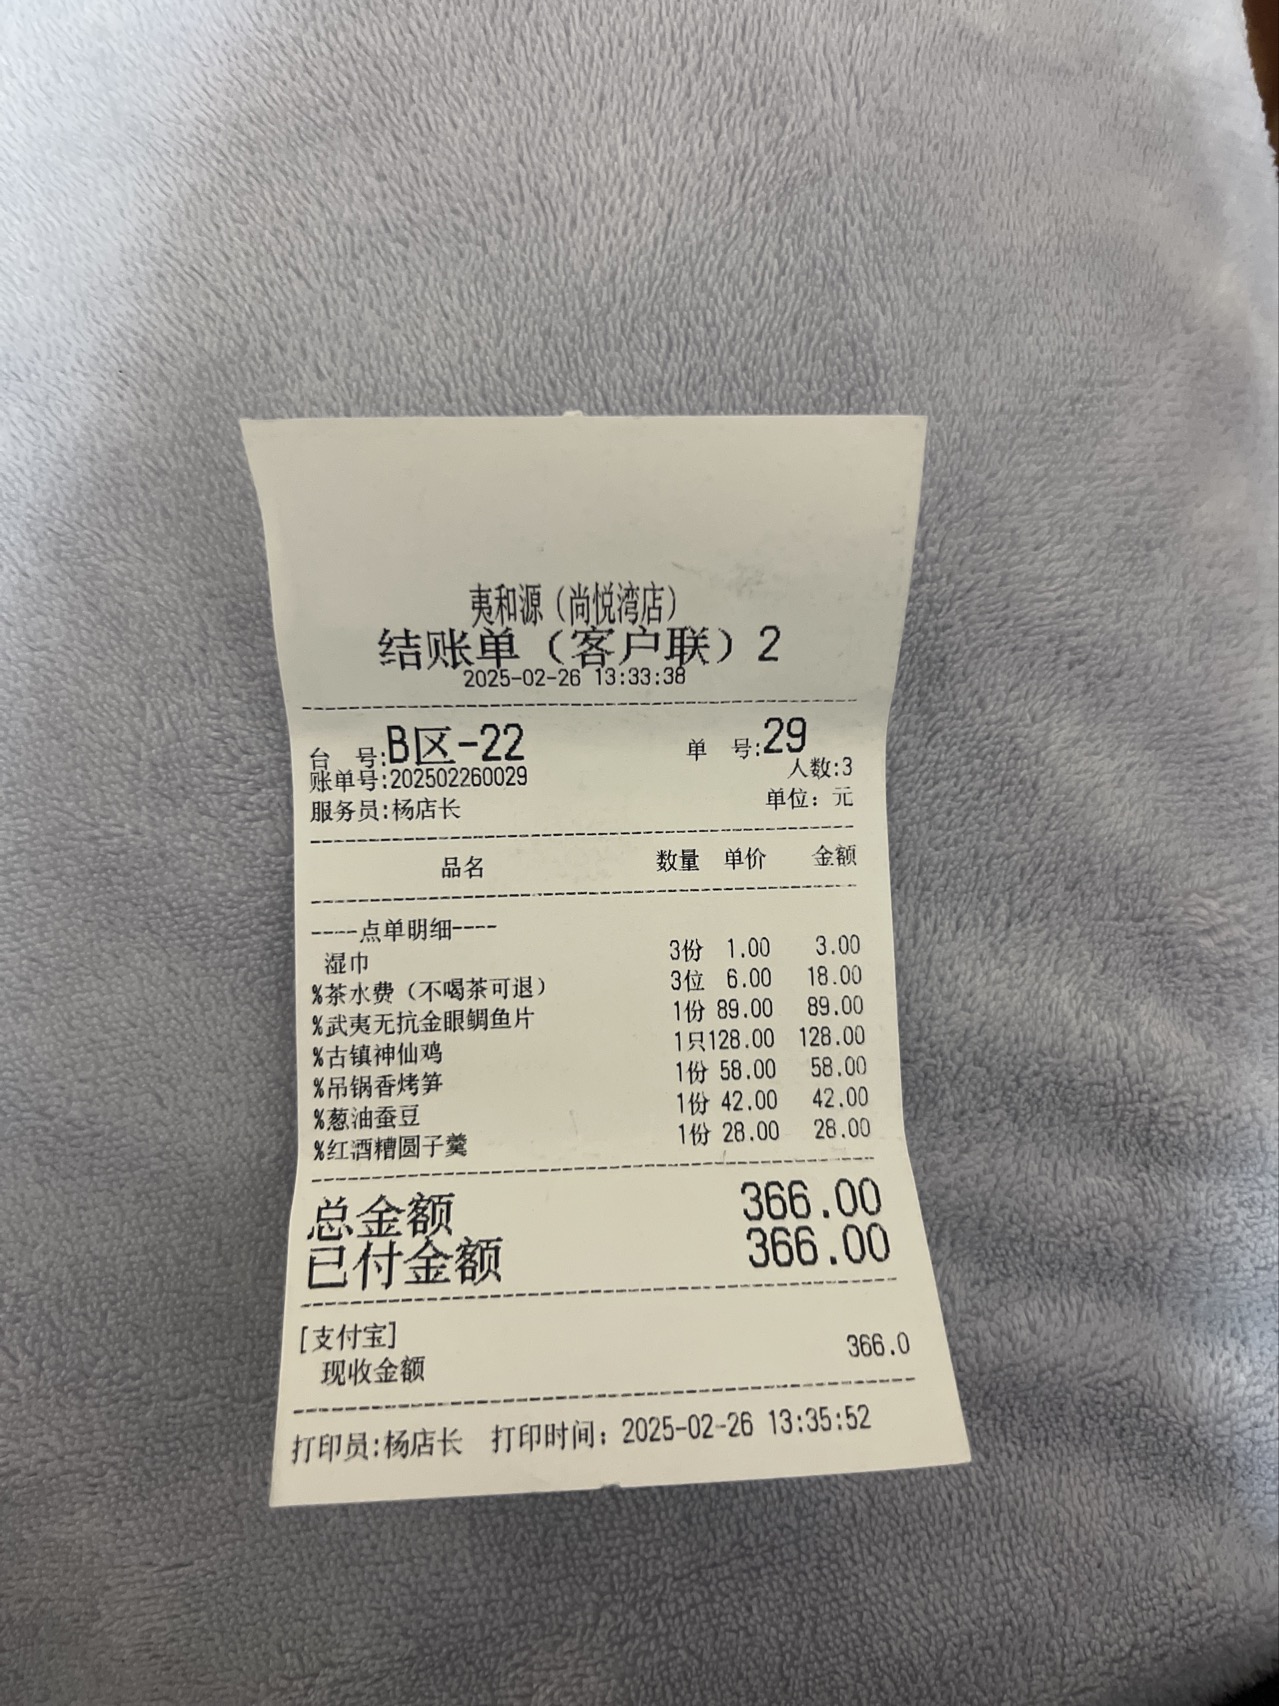 夷和源（尚悦湾店）
结账单（客户联）2
2025-02-26 13:33:38
台 号:B区-22 单 号:29
账单号:202502260029 人数:3
服务员:杨店长 单位：元
品名 数量 单价 金额
----点单明细----
湿巾 3份 1.00 3.00
%茶水费（不喝茶可退） 3位 6.00 18.00
%武夷无抗金眼鲷鱼片 1份 89.00 89.00
%古镇神仙鸡 1只128.00 128.00
%吊锅香烤笋 1份 58.00 58.00
%葱油蚕豆 1份 42.00 42.00
%红酒糟圆子羹 1份 28.00 28.00
总金额 366.00
已付金额 366.00
[支付宝]
现收金额 366.0
打印员:杨店长 打印时间：2025-02-26 13:35:52